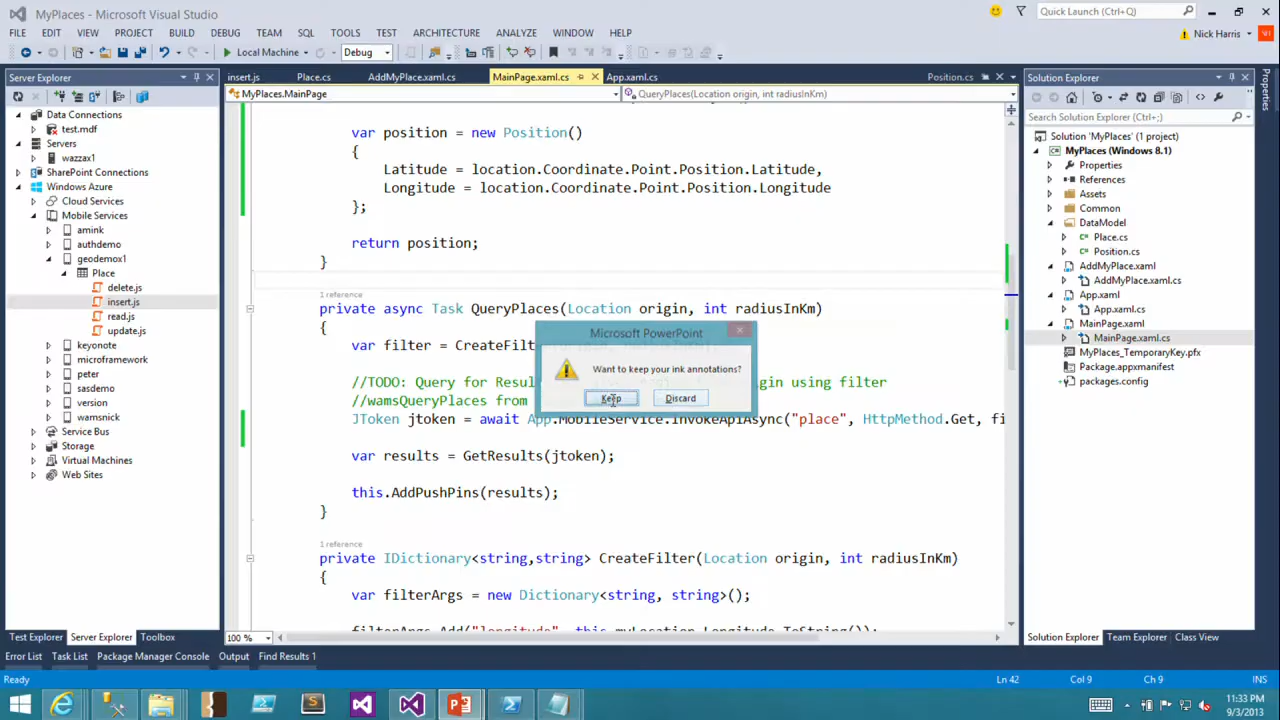 MyPlaces - Microsoft Visual Studio
Quick Launch (Ctrl+Q)
FILE EDIT VIEW PROJECT BUILD DEBUG TEAM SQL TOOLS TEST ARCHITECTURE ANALYZE WINDOW HELP
Nick Harris
Local Machine
Debug
Server Explorer
Data Connections
test.mdf
Servers
wazzax1
SharePoint Connections
Windows Azure
Cloud Services
Mobile Services
amink
authdemo
geodemox1
Place
delete.js
insert.js
read.js
update.js
keynote
microframework
peter
sasdemo
version
wamsnick
Service Bus
Storage
Virtual Machines
Web Sites
Test Explorer Server Explorer Toolbox
insert.js Place.cs AddMyPlace.xaml.cs MainPage.xaml.cs App.xaml.cs Position.cs
MyPlaces.MainPage QueryPlaces(Location origin, int radiusInKm)
var position = new Position()
{
Latitude = location.Coordinate.Point.Position.Latitude,
Longitude = location.Coordinate.Point.Position.Longitude
};
return position;
}
1 reference
private async Task QueryPlaces(Location origin, int radiusInKm)
{
var filter = CreateFilt
//TODO: Query for Resul
igin using filter
//wamsQueryPlaces from
JToken jtoken = await App.MobileService.InvokeApiAsync("place", HttpMethod.Get, fi
var results = GetResults(jtoken);
this.AddPushPins(results);
}
1 reference
private IDictionary<string,string> CreateFilter(Location origin, int radiusInKm)
{
var filterArgs = new Dictionary<string, string>();
filterArgs.Add("longitude", this.myLocation.Longitude.ToString());
100 %
Microsoft PowerPoint
Want to keep your ink annotations?
Keep
Discard
Solution Explorer
Search Solution Explorer (Ctrl+;)
Solution 'MyPlaces' (1 project)
MyPlaces (Windows 8.1)
Properties
References
Assets
Common
DataModel
Place.cs
Position.cs
AddMyPlace.xaml
AddMyPlace.xaml.cs
App.xaml
App.xaml.cs
MainPage.xaml
MainPage.xaml.cs
MyPlaces_TemporaryKey.pfx
Package.appxmanifest
packages.config
Solution Explorer Team Explorer Class View
Properties
Error List Task List Package Manager Console Output Find Results 1
Ready Ln 42 Col 9 Ch 9 INS
11:33 PM
9/3/2013